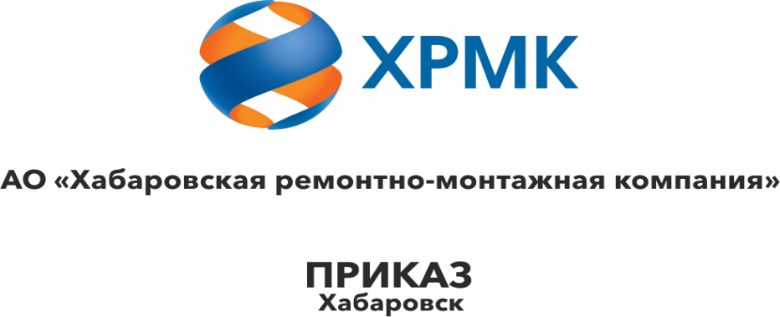 ХРМК
АО «Хабаровская ремонтно-монтажная компания»
ПРИКАЗ
Хабаровск